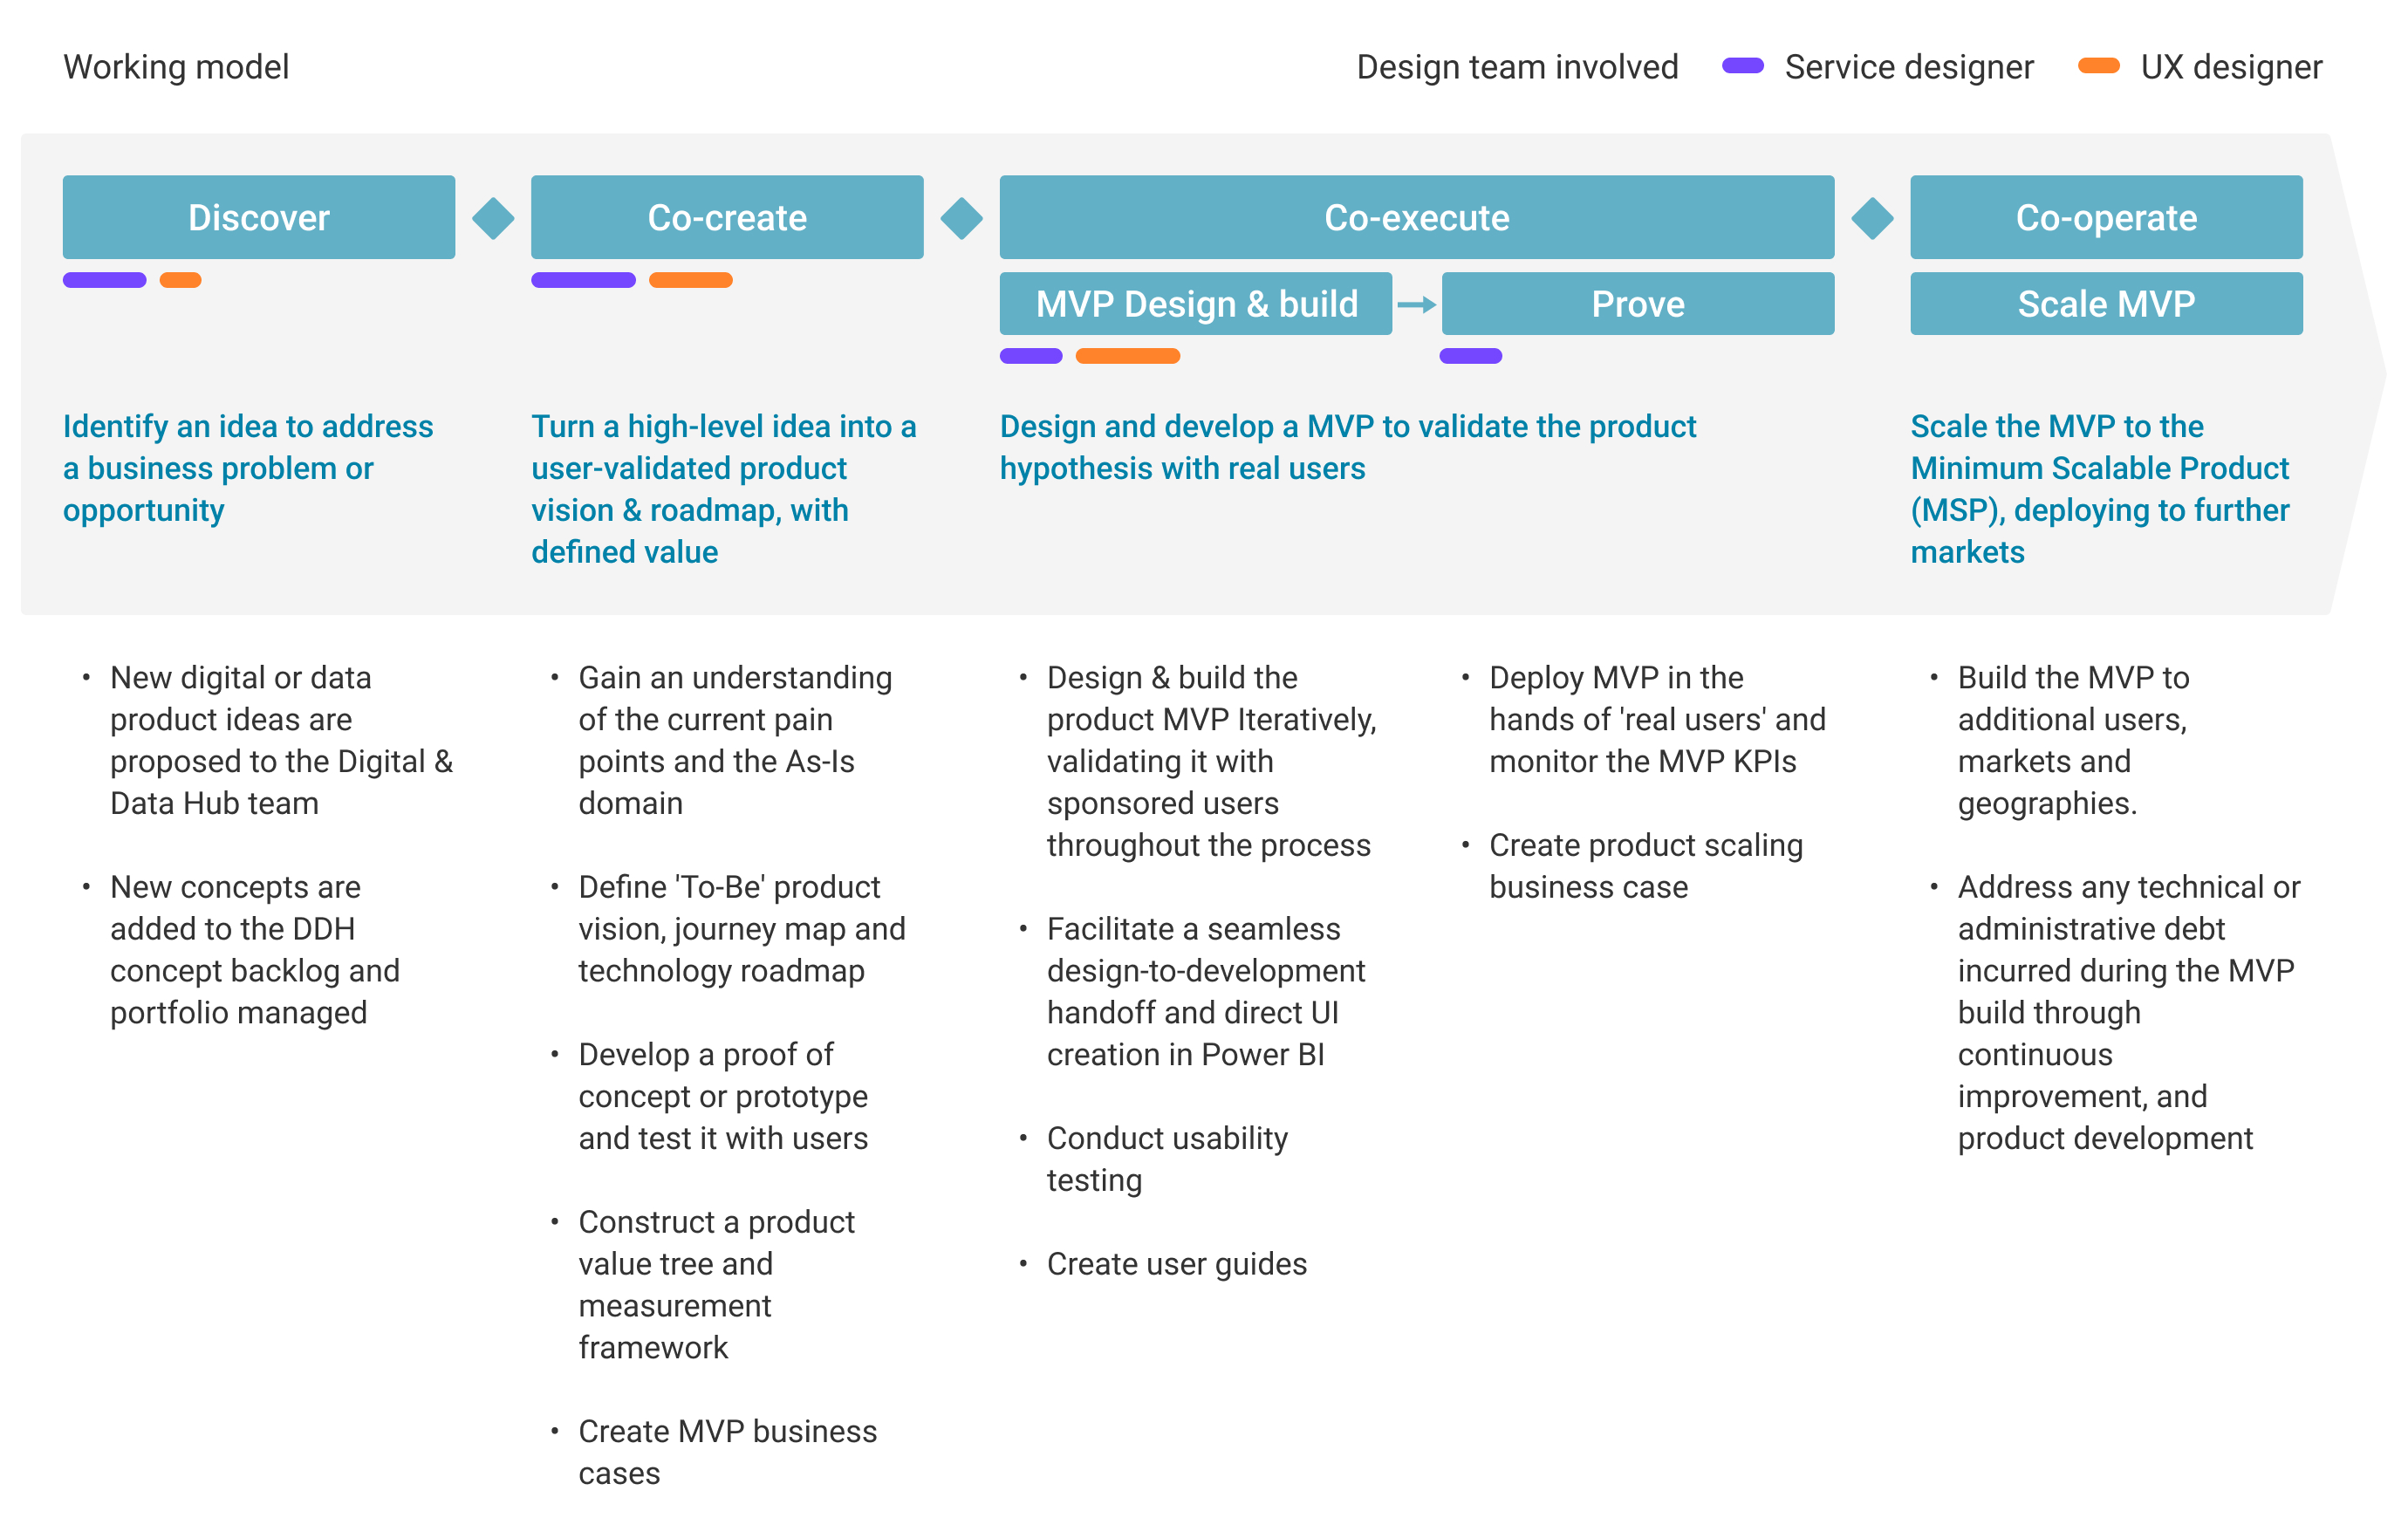 Working model
Design team involved
Service designer
UX designer
Discover
Co-create
Co-execute
Co-operate
MVP Design & build
Prove
Scale MVP
Identify an idea to address
a business problem or
opportunity
Turn a high-level idea into a
user-validated product
vision & roadmap, with
defined value
Design and develop a MVP to validate the product
hypothesis with real users
Scale the MVP to the
Minimum Scalable Product
(MSP), deploying to further
markets
• New digital or data
product ideas are
proposed to the Digital &
Data Hub team
• New concepts are
added to the DDH
concept backlog and
portfolio managed
• Gain an understanding
of the current pain
points and the As-Is
domain
• Define 'To-Be' product
vision, journey map and
technology roadmap
• Develop a proof of
concept or prototype
and test it with users
• Construct a product
value tree and
measurement
framework
• Create MVP business
cases
• Design & build the
product MVP Iteratively,
validating it with
sponsored users
throughout the process
• Facilitate a seamless
design-to-development
handoff and direct UI
creation in Power BI
• Conduct usability
testing
• Create user guides
• Deploy MVP in the
hands of 'real users' and
monitor the MVP KPIs
• Create product scaling
business case
• Build the MVP to
additional users,
markets and
geographies.
• Address any technical or
administrative debt
incurred during the MVP
build through
continuous
improvement, and
product development